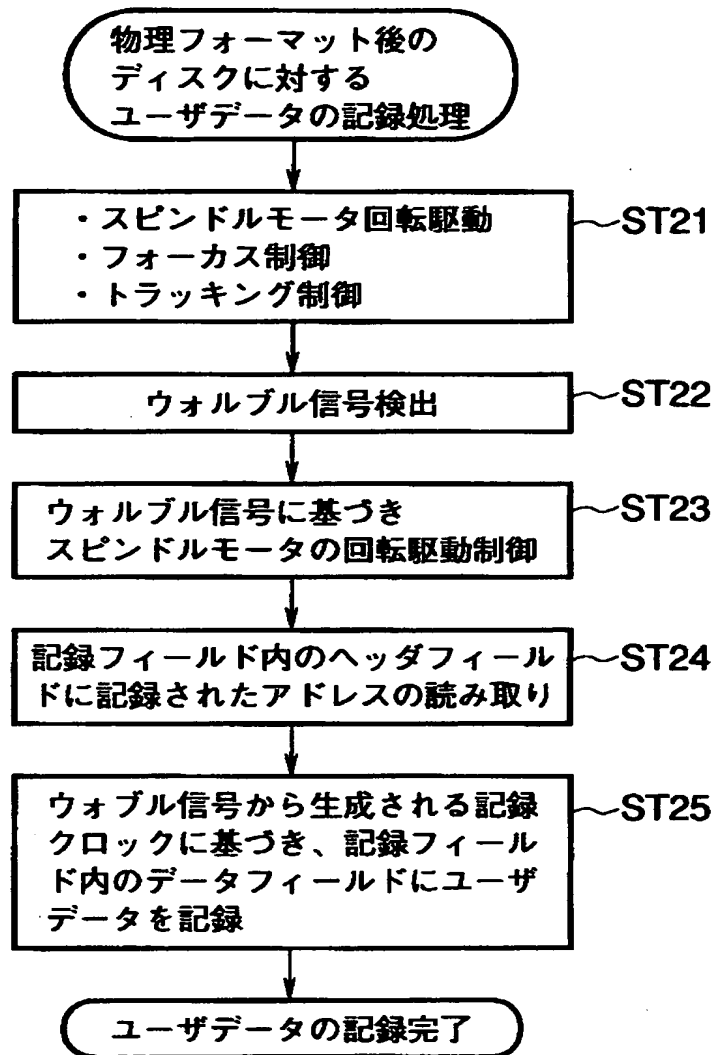 物理フォーマット後の
ディスクに対する
ユーザデータの記録処理
・スピンドルモータ回転駆動
・フォーカス制御
・トラッキング制御
ST21
ウォルブル信号検出
ST22
ウォルブル信号に基づき
スピンドルモータの回転駆動制御
ST23
記録フィールド内のヘッダフィール
ドに記録されたアドレスの読み取り
ST24
ウォブル信号から生成される記録
クロックに基づき、記録フィール
ド内のデータフィールドにユーザ
データを記録
ST25
ユーザデータの記録完了